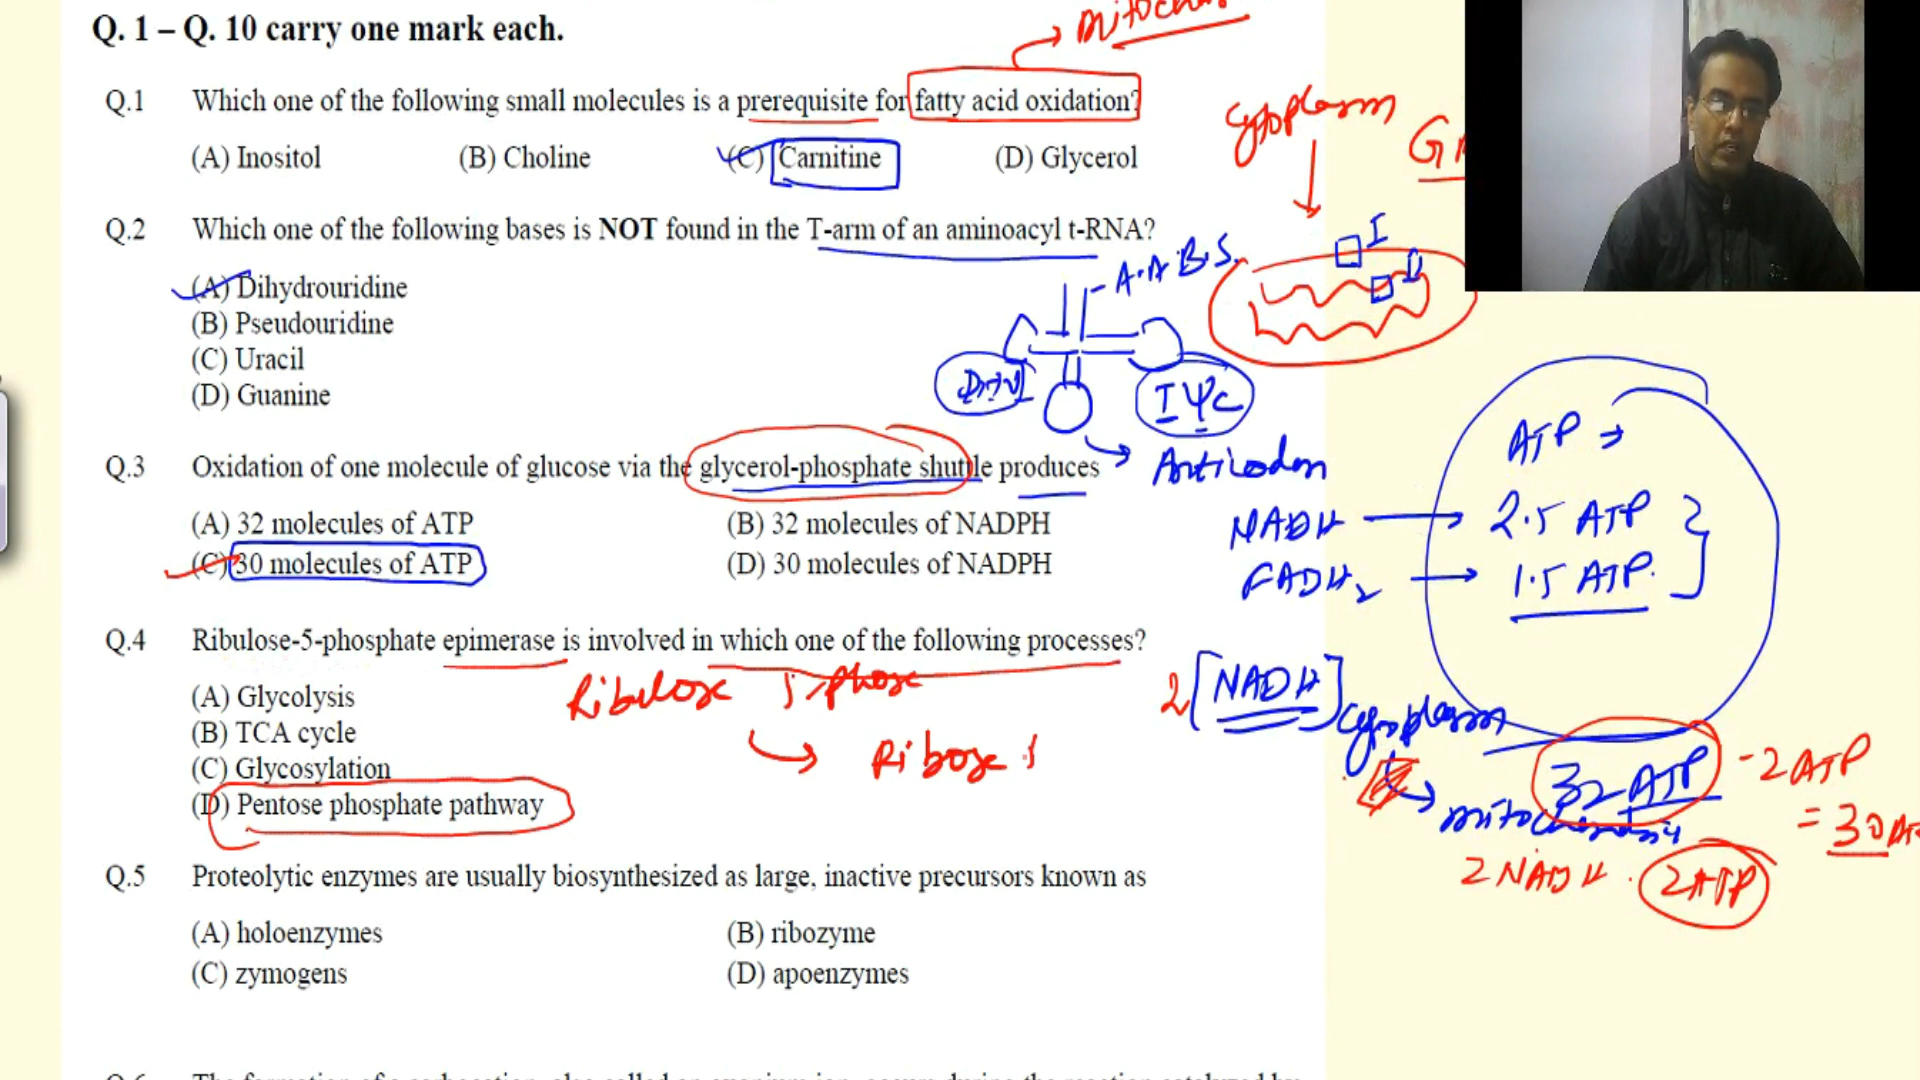 Q. 1 – Q. 10 carry one mark each.
Q.1 Which one of the following small molecules is a prerequisite for fatty acid oxidation?
(A) Inositol (B) Choline (C) Carnitine (D) Glycerol
Cytoplasm
Q.2 Which one of the following bases is NOT found in the T-arm of an aminoacyl t-RNA?
I
A.A B.S.
(A) Dihydrouridine
(B) Pseudouridine
(C) Uracil
(D) Guanine
TΨC
ATP
Q.3 Oxidation of one molecule of glucose via the glycerol-phosphate shuttle produces
Anticodon
(A) 32 molecules of ATP (B) 32 molecules of NADPH
(C) 30 molecules of ATP (D) 30 molecules of NADPH
NADH → 2.5 ATP
FADH2 → 1.5 ATP.
Q.4 Ribulose-5-phosphate epimerase is involved in which one of the following processes?
(A) Glycolysis
(B) TCA cycle
(C) Glycosylation
(D) Pentose phosphate pathway
Ribulose 5-phose
Ribose
2 [NADH] Cytoplasm
32 ATP - 2 ATP
= 30
mitochondria
2 NADH . 2 ATP
Q.5 Proteolytic enzymes are usually biosynthesized as large, inactive precursors known as
(A) holoenzymes (B) ribozyme
(C) zymogens (D) apoenzymes